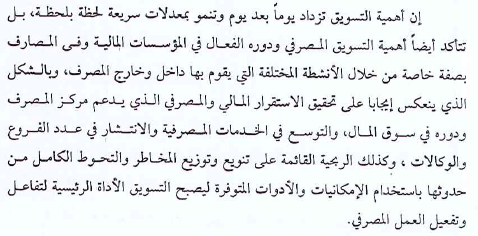 إن أهمية التسويق تزداد يوماً بعد يوم وتنمو بمعدلات سريعة لحظة بلحظة، بل
تتأكد أيضاً أهمية التسويق المصرفي ودوره الفعال في المؤسسات المالية وفى المصارف
بصفة خاصة من خلال الأنشطة المختلفة التي يقوم بها داخل وخارج المصرف، وبالشكل
الذي ينعكس إيجابا على تحقيق الاستقرار المالي والمصرفي الذي يدعم مركز المصرف
ودوره في سوق المال، والتوسع في الخدمات المصرفية والانتشار في عدد الفروع
والوكالات ، وكذلك الربحية القائمة على تنويع وتوزيع المخاطر والتحوط الكامل من
حدوثها باستخدام الإمكانيات والأدوات المتوفرة ليصبح التسويق الأداة الرئيسية لتفاعل
وتفعيل العمل المصرفي.